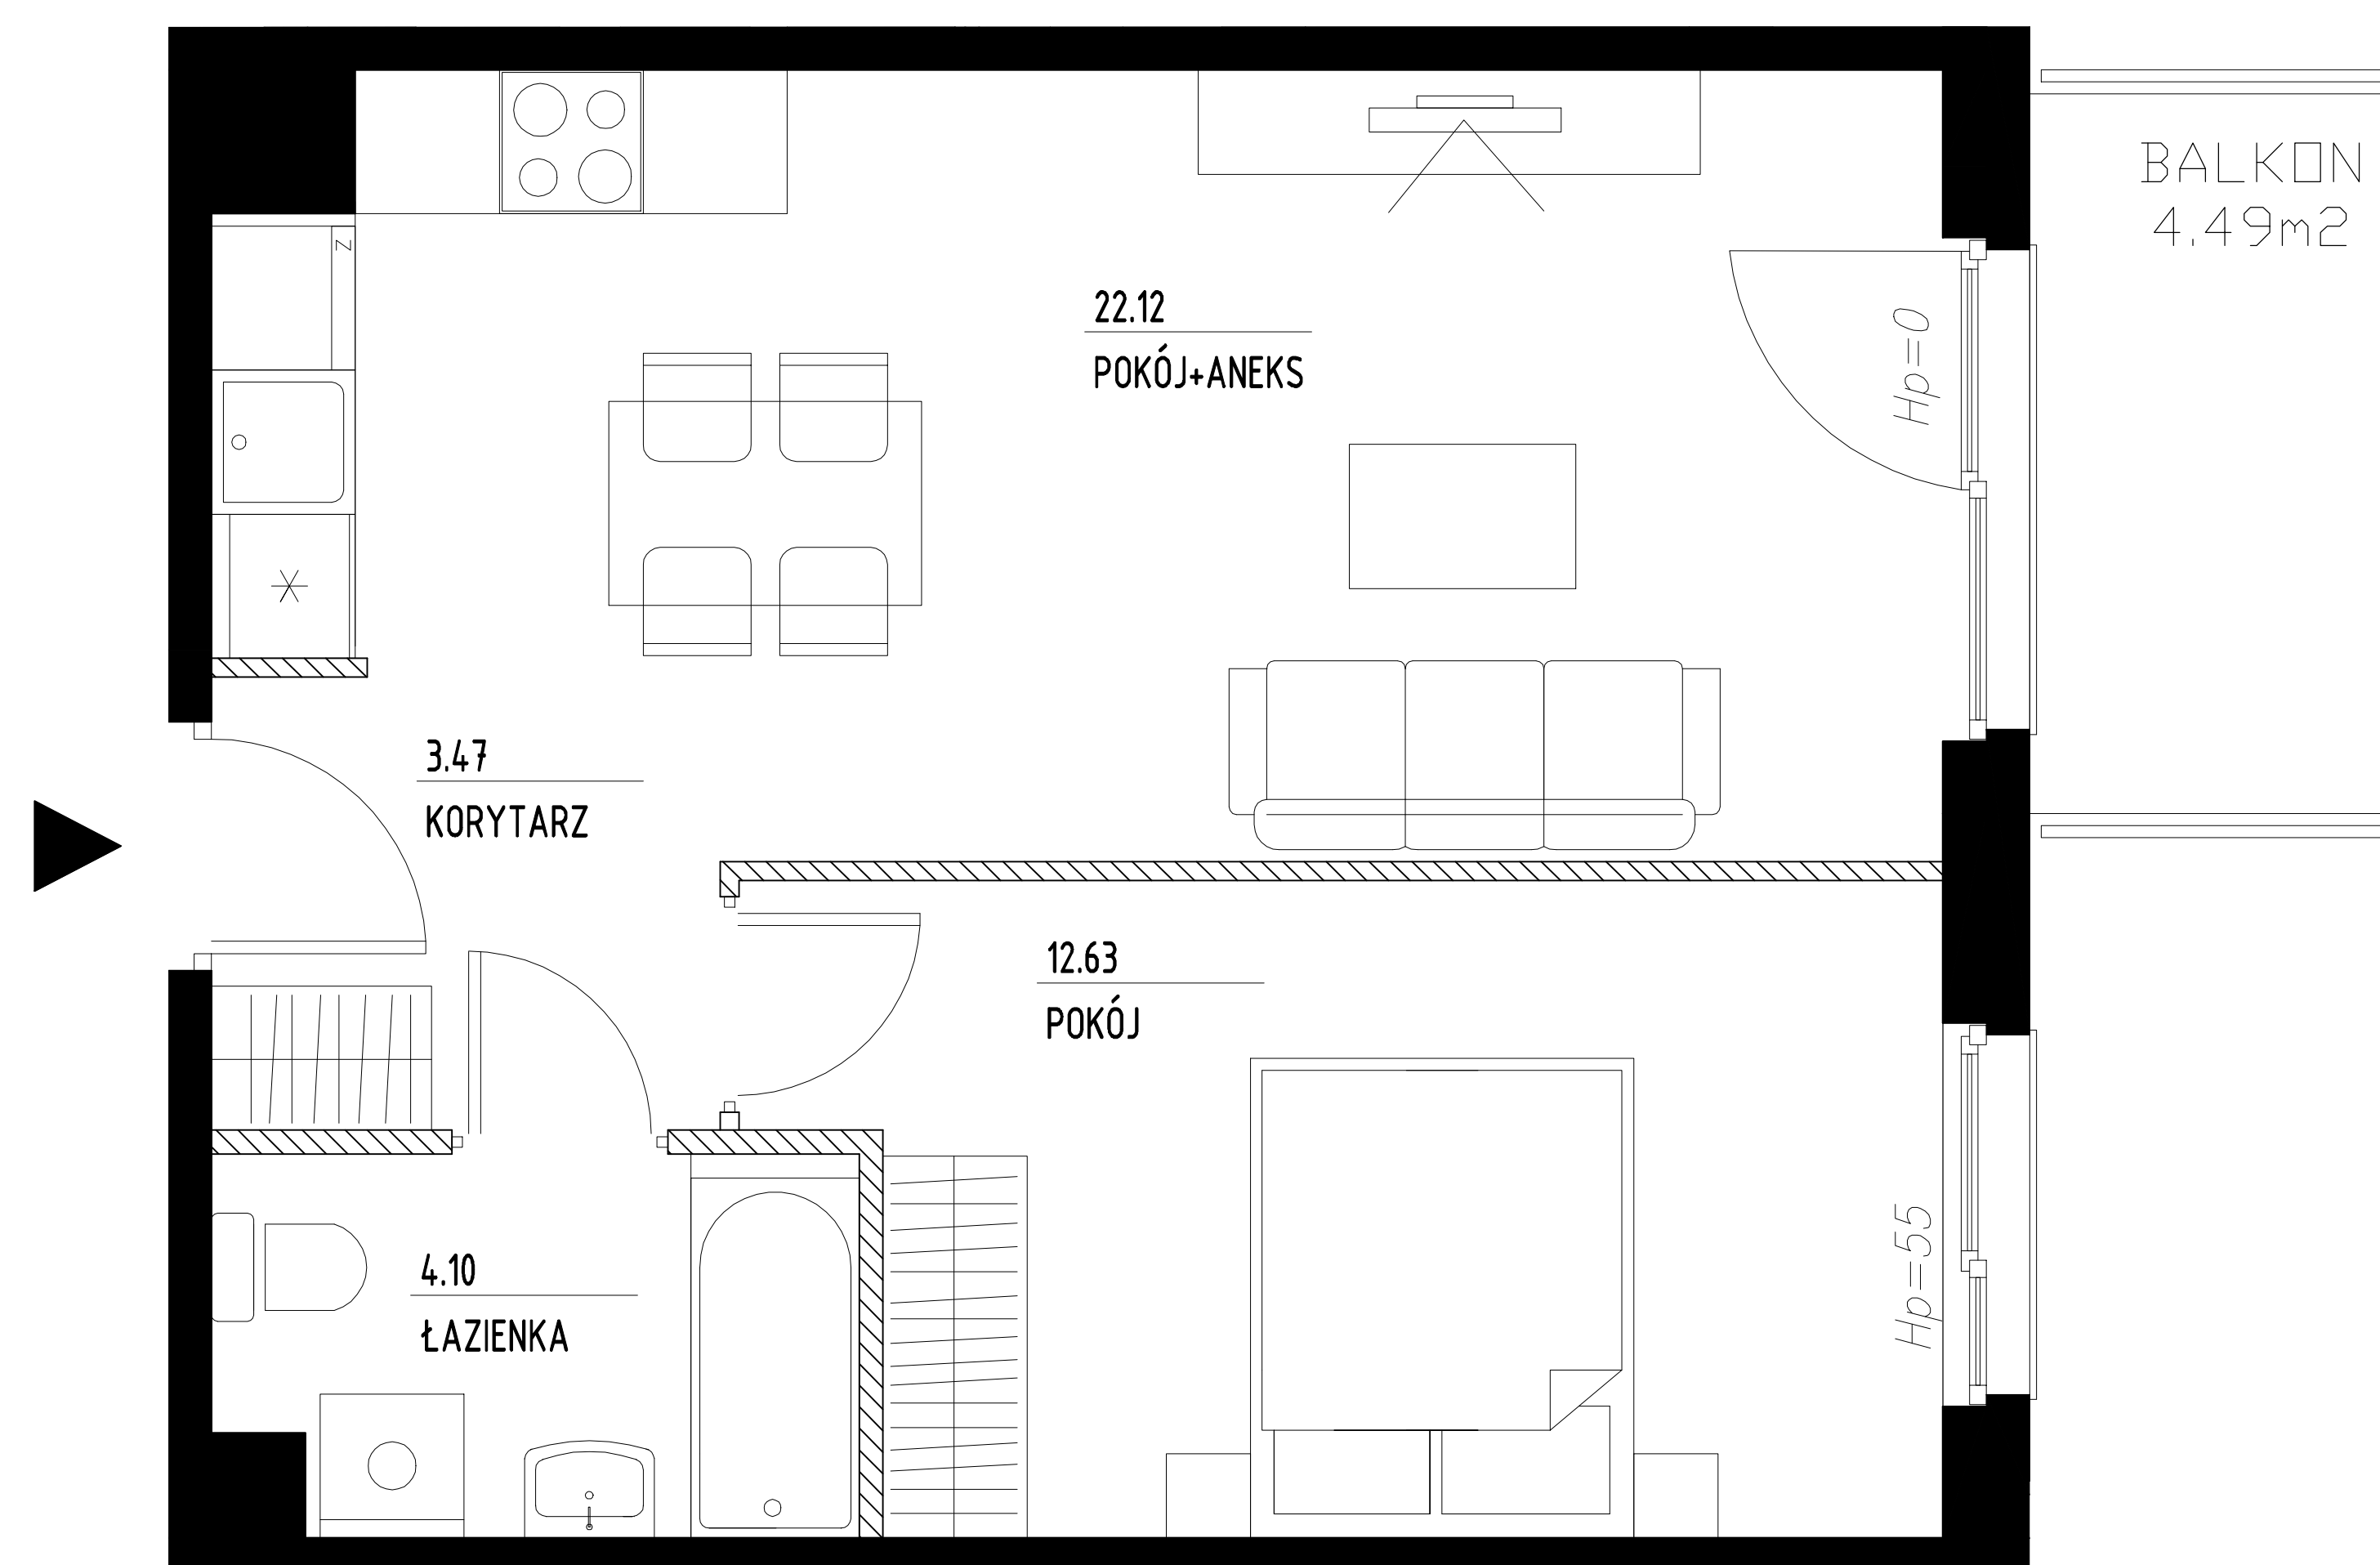 BALKON
4.49m2
Z
22.12
POKÓJ+ANEKS
Hp=0
3.47
KORYTARZ
12.63
POKÓJ
Hp=55
4.10
ŁAZIENKA